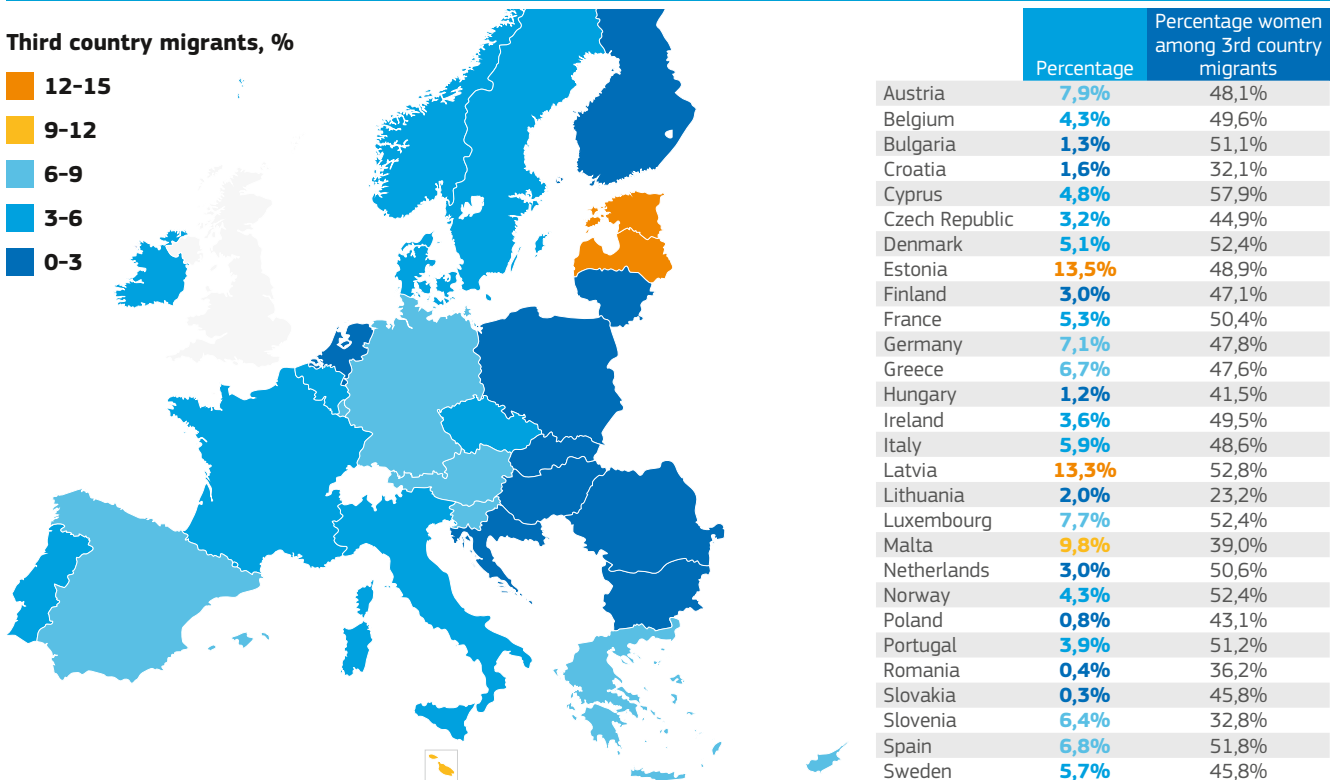 Third country migrants, %
12-15
9-12
6-9
3-6
0-3
Percentage Percentage women among 3rd country migrants
Austria 7,9% 48,1%
Belgium 4,3% 49,6%
Bulgaria 1,3% 51,1%
Croatia 1,6% 32,1%
Cyprus 4,8% 57,9%
Czech Republic 3,2% 44,9%
Denmark 5,1% 52,4%
Estonia 13,5% 48,9%
Finland 3,0% 47,1%
France 5,3% 50,4%
Germany 7,1% 47,8%
Greece 6,7% 47,6%
Hungary 1,2% 41,5%
Ireland 3,6% 49,5%
Italy 5,9% 48,6%
Latvia 13,3% 52,8%
Lithuania 2,0% 23,2%
Luxembourg 7,7% 52,4%
Malta 9,8% 39,0%
Netherlands 3,0% 50,6%
Norway 4,3% 52,4%
Poland 0,8% 43,1%
Portugal 3,9% 51,2%
Romania 0,4% 36,2%
Slovakia 0,3% 45,8%
Slovenia 6,4% 32,8%
Spain 6,8% 51,8%
Sweden 5,7% 45,8%